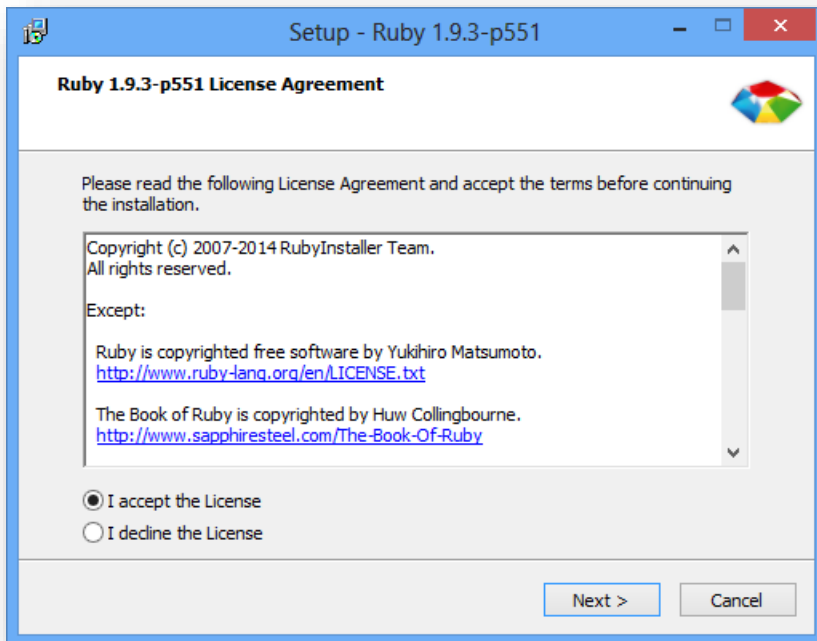 Setup - Ruby 1.9.3-p551
Ruby 1.9.3-p551 License Agreement
Please read the following License Agreement and accept the terms before continuing
the installation.
Copyright (c) 2007-2014 RubyInstaller Team.
All rights reserved.
Except:
Ruby is copyrighted free software by Yukihiro Matsumoto.
http://www.ruby-lang.org/en/LICENSE.txt
The Book of Ruby is copyrighted by Huw Collingbourne.
http://www.sapphiresteel.com/The-Book-Of-Ruby
I accept the License
I decline the License
Next > Cancel